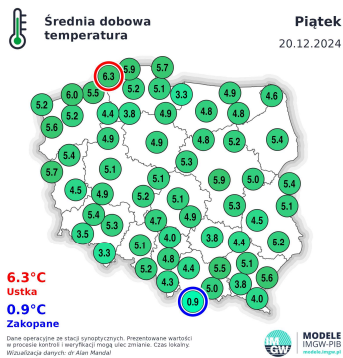 Średnia dobowa
temperatura
Piątek
20.12.2024
5.9 5.7
6.3
6.0 5.5 5.2 5.1 3.3 4.9 4.6
5.2
5.2 4.4 3.8 4.9 4.8 4.8
5.6
4.9 4.9 4.8 5.2 5.4
5.4 5.3
5.7 5.1 5.9 5.0 5.4
5.2
4.5 4.9 5.1 5.3 5.1
5.4 4.7 4.9 4.5
3.5 5.3 4.0 3.8 4.4 5.2
3.3 5.1
4.8
5.2 4.4 5.5 5.1
4.3 5.6
3.8
5.0
0.9 4.0
6.3°C
Ustka
0.9°C
Zakopane
Dane operacyjne ze stacji synoptycznych. Prezentowane wartości
w procesie kontroli i weryfikacji mogą ulec zmianie. Czas lokalny.
Wizualizacja danych: dr Alan Mandal
IM
GW
MODELE
IMGW-PIB
modele.imgw.pl